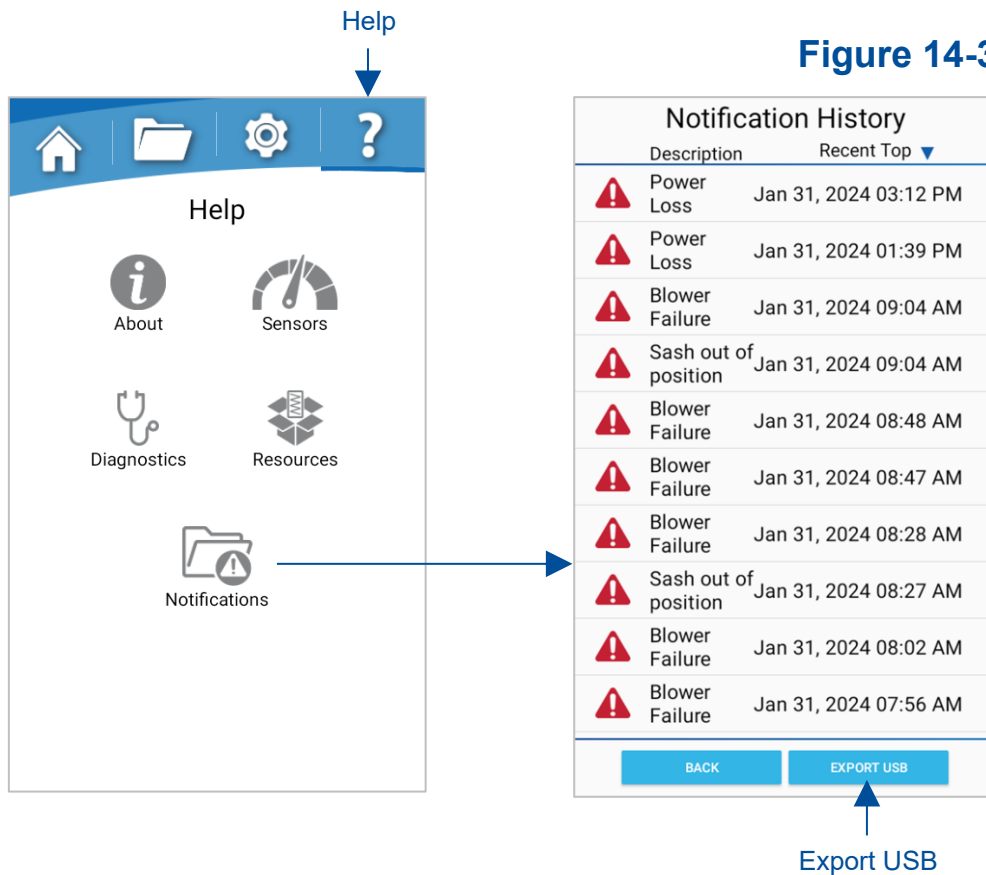 Help
Figure 14-3
Help
About
Sensors
Diagnostics
Resources
Notifications
Notification History
Description Recent Top ▼
Power
Loss
Jan 31, 2024 03:12 PM
Power
Loss
Jan 31, 2024 01:39 PM
Blower
Failure
Jan 31, 2024 09:04 AM
Sash out of
position
Jan 31, 2024 09:04 AM
Blower
Failure
Jan 31, 2024 08:48 AM
Blower
Failure
Jan 31, 2024 08:47 AM
Blower
Failure
Jan 31, 2024 08:28 AM
Sash out of
position
Jan 31, 2024 08:27 AM
Blower
Failure
Jan 31, 2024 08:02 AM
Blower
Failure
Jan 31, 2024 07:56 AM
BACK
EXPORT USB
Export USB